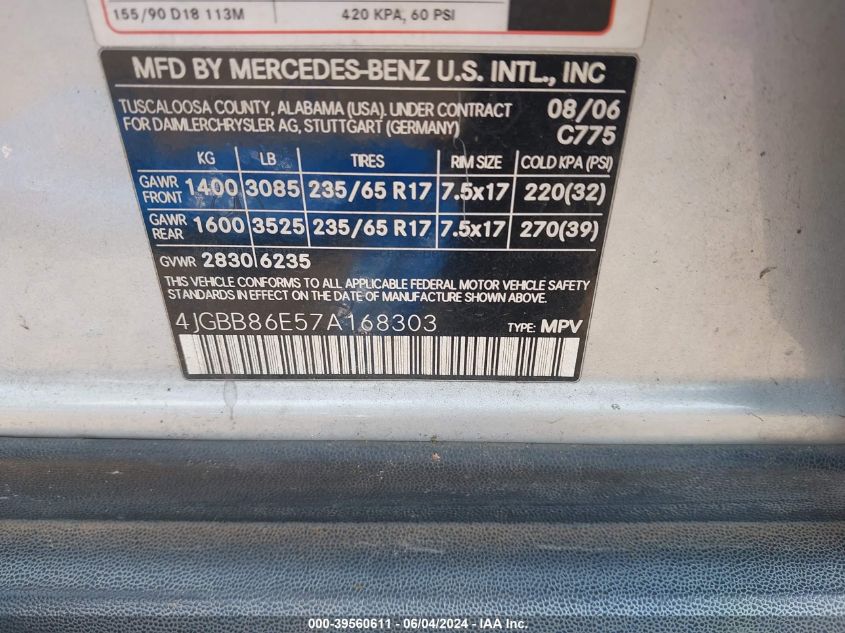 155/90 D18 113M 420 KPA, 60 PSI
MFD BY MERCEDES-BENZ U.S. INTL., INC
TUSCALOOSA COUNTY, ALABAMA (USA). UNDER CONTRACT 08/06
FOR DAIMLERCHRYSLER AG, STUTTGART (GERMANY) C775
KG LB TIRES RIM SIZE COLD KPA (PSI)
GAWR FRONT 1400 3085 235/65 R17 7.5x17 220(32)
GAWR REAR 1600 3525 235/65 R17 7.5x17 270(39)
GVWR 2830 6235
THIS VEHICLE CONFORMS TO ALL APPLICABLE FEDERAL MOTOR VEHICLE SAFETY
STANDARDS IN EFFECT ON THE DATE OF MANUFACTURE SHOWN ABOVE.
4JGBB86E57A168303 TYPE: MPV
000-39560611 - 06/04/2024 - IAA Inc.